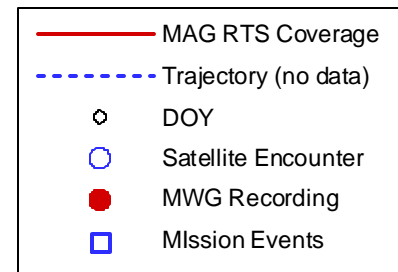 MAG RTS Coverage
Trajectory (no data)
DOY
Satellite Encounter
MWG Recording
MIssion Events